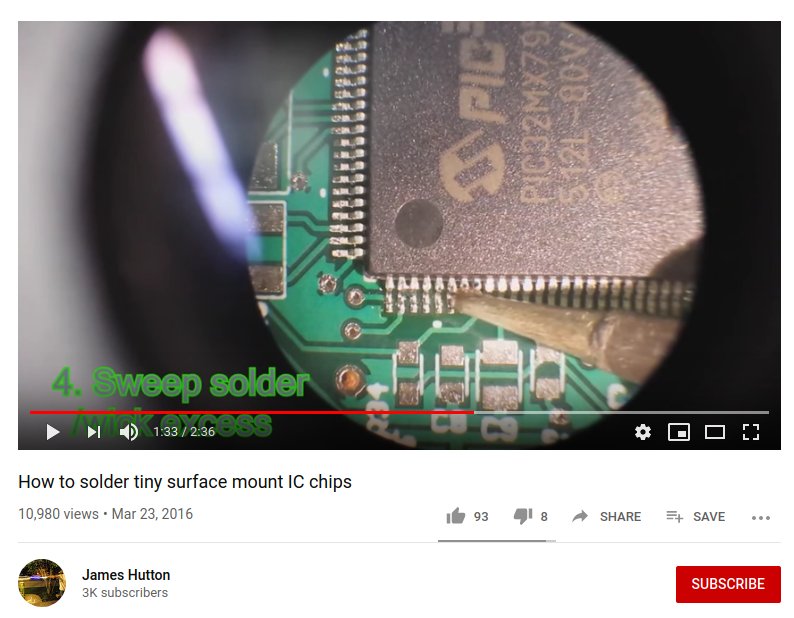 PIC32
PIC32MX79
512L-80V
4. Sweep solder
/wick excess
1:33 / 2:36
How to solder tiny surface mount IC chips
10,980 views • Mar 23, 2016
93
8
SHARE
SAVE
James Hutton
3K subscribers
SUBSCRIBE